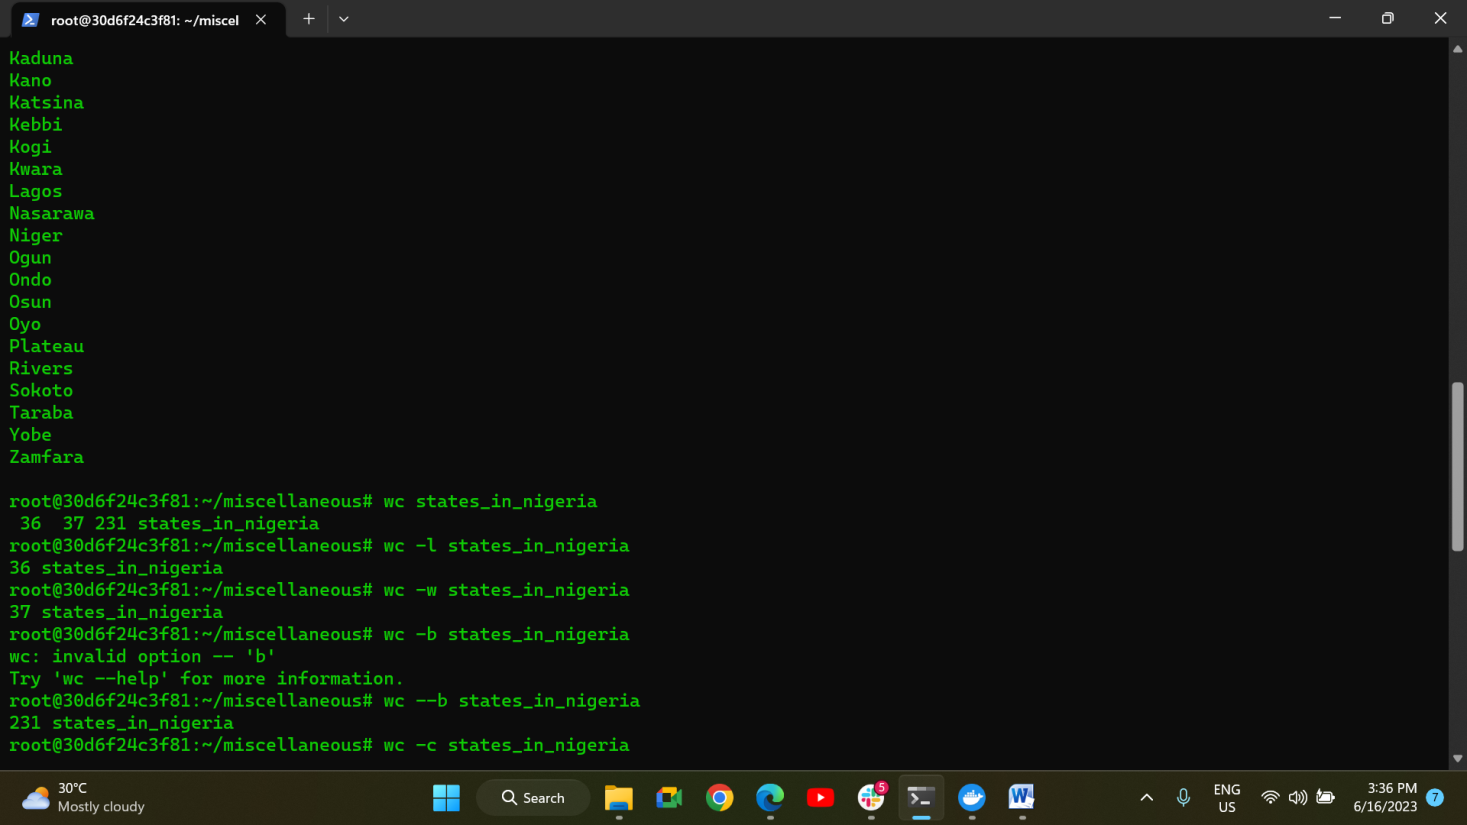 root@30d6f24c3f81: ~/miscel
Kaduna
Kano
Katsina
Kebbi
Kogi
Kwara
Lagos
Nasarawa
Niger
Ogun
Ondo
Osun
Oyo
Plateau
Rivers
Sokoto
Taraba
Yobe
Zamfara
root@30d6f24c3f81:~/miscellaneous# wc states_in_nigeria
36 37 231 states_in_nigeria
root@30d6f24c3f81:~/miscellaneous# wc -l states_in_nigeria
36 states_in_nigeria
root@30d6f24c3f81:~/miscellaneous# wc -w states_in_nigeria
37 states_in_nigeria
root@30d6f24c3f81:~/miscellaneous# wc -b states_in_nigeria
wc: invalid option -- 'b'
Try 'wc --help' for more information.
root@30d6f24c3f81:~/miscellaneous# wc --b states_in_nigeria
231 states_in_nigeria
root@30d6f24c3f81:~/miscellaneous# wc -c states_in_nigeria
30°C
Mostly cloudy
Search
5
W
ENG
US
3:36 PM
6/16/2023
7